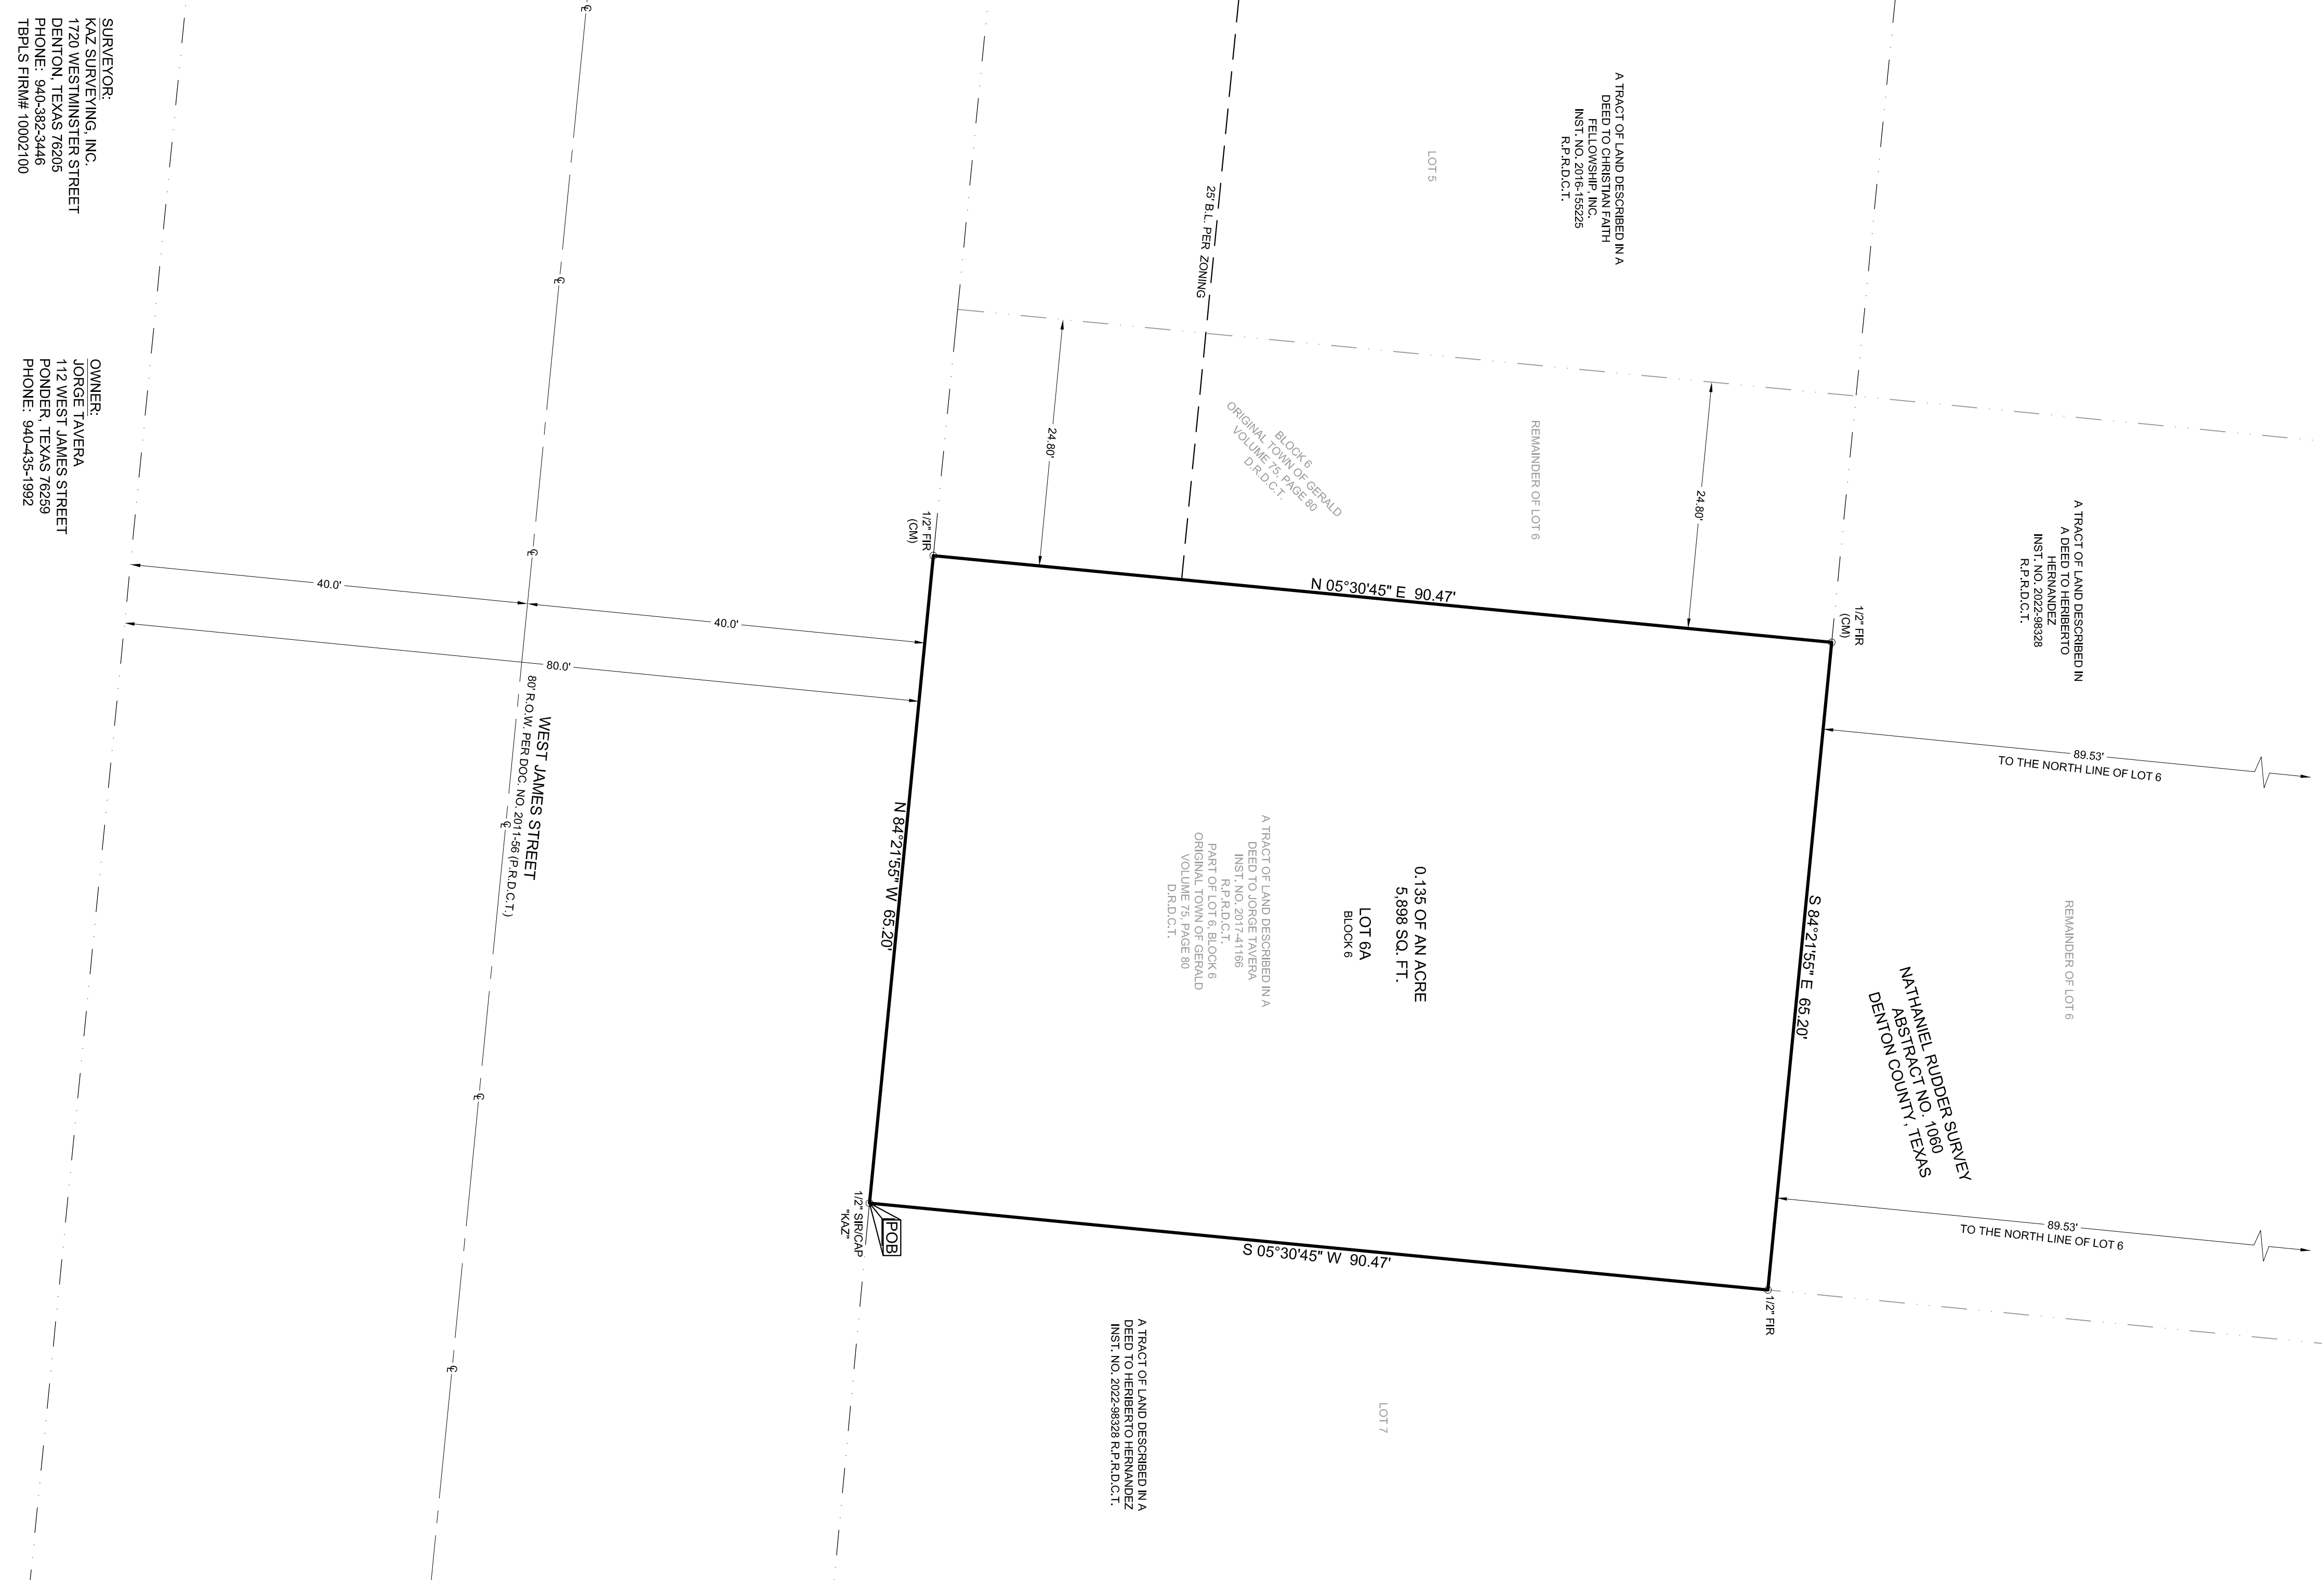 A TRACT OF LAND DESCRIBED IN
A DEED TO HERIBERTO
HERNANDEZ
INST. NO. 2022-98328
R.P.R.D.C.T.
89.53'
TO THE NORTH LINE OF LOT 6
REMAINDER OF LOT 6
89.53'
TO THE NORTH LINE OF LOT 6
NATHANIEL RUDDER SURVEY
ABSTRACT NO. 1060
DENTON COUNTY, TEXAS
1/2" FIR
(CM)
S 84°21'55" E 65.20'
1/2" FIR
A TRACT OF LAND DESCRIBED IN A
DEED TO CHRISTIAN FAITH
FELLOWSHIP, INC.
INST. NO. 2016-155225
R.P.R.D.C.T.
LOT 5
24.80'
REMAINDER OF LOT 6
BLOCK 6
ORIGINAL TOWN OF GERALD
VOLUME 75, PAGE 80
D.R.D.C.T.
N 05°30'45" E 90.47'
0.135 OF AN ACRE
5,898 SQ. FT.
LOT 6A
BLOCK 6
A TRACT OF LAND DESCRIBED IN A
DEED TO JORGE TAVERA
INST. NO. 2017-41166
R.P.R.D.C.T.
PART OF LOT 6, BLOCK 6
ORIGINAL TOWN OF GERALD
VOLUME 75, PAGE 80
D.R.D.C.T.
S 05°30'45" W 90.47'
LOT 7
A TRACT OF LAND DESCRIBED IN A
DEED TO HERIBERTO HERNANDEZ
INST. NO. 2022-98328 R.P.R.D.C.T.
25' B.L. PER ZONING
24.80'
1/2" FIR
(CM)
N 84°21'55" W 65.20'
POB
1/2" SIR/CAP
"KAZ"
40.0'
80.0'
40.0'
WEST JAMES STREET
80' R.O.W. PER DOC. NO. 2011-56 (P.R.D.C.T.)
℄
℄
℄
℄
℄
℄
SURVEYOR:
KAZ SURVEYING, INC.
1720 WESTMINSTER STREET
DENTON, TEXAS 76205
PHONE: 940-382-3446
TBPLS FIRM# 10002100
OWNER:
JORGE TAVERA
112 WEST JAMES STREET
PONDER, TEXAS 76259
PHONE: 940-435-1992